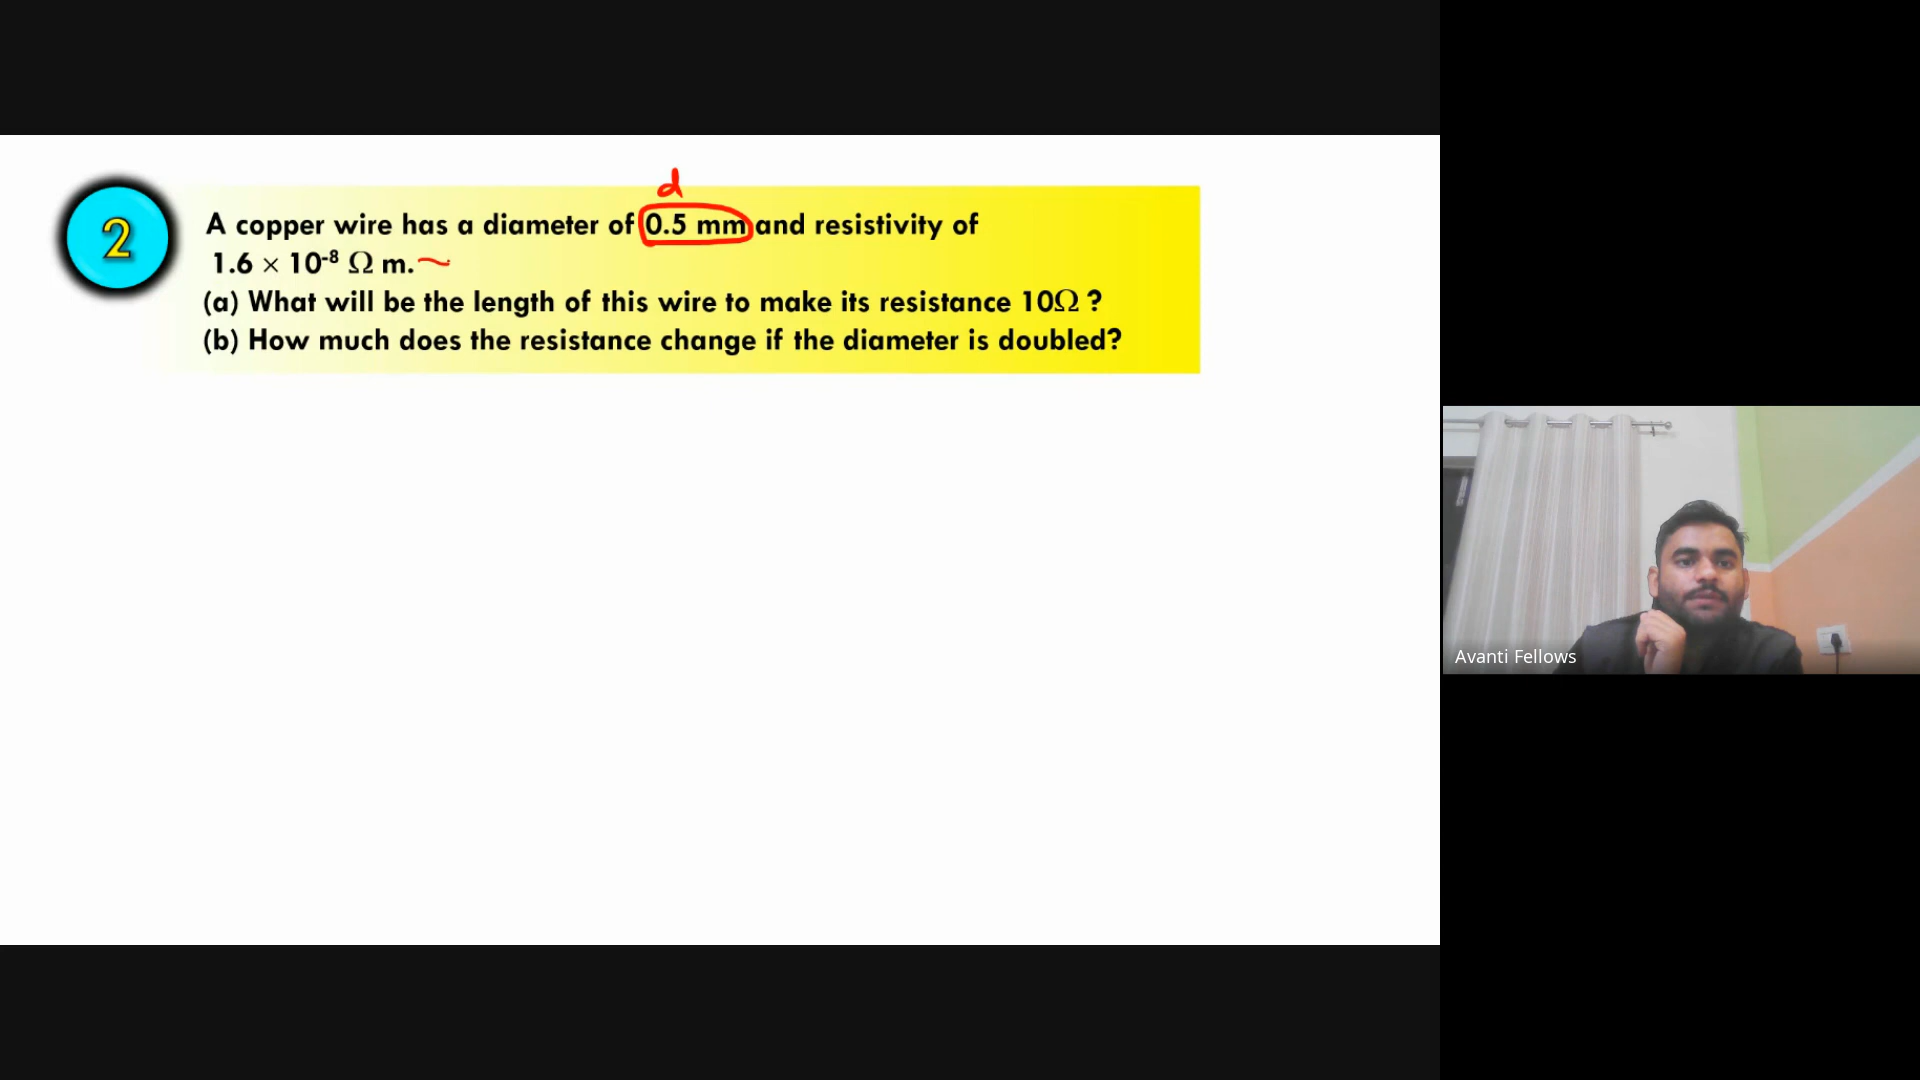 d
2
A copper wire has a diameter of 0.5 mm and resistivity of
1.6 × 10⁻⁸ Ω m.
(a) What will be the length of this wire to make its resistance 10Ω ?
(b) How much does the resistance change if the diameter is doubled?
Avanti Fellows